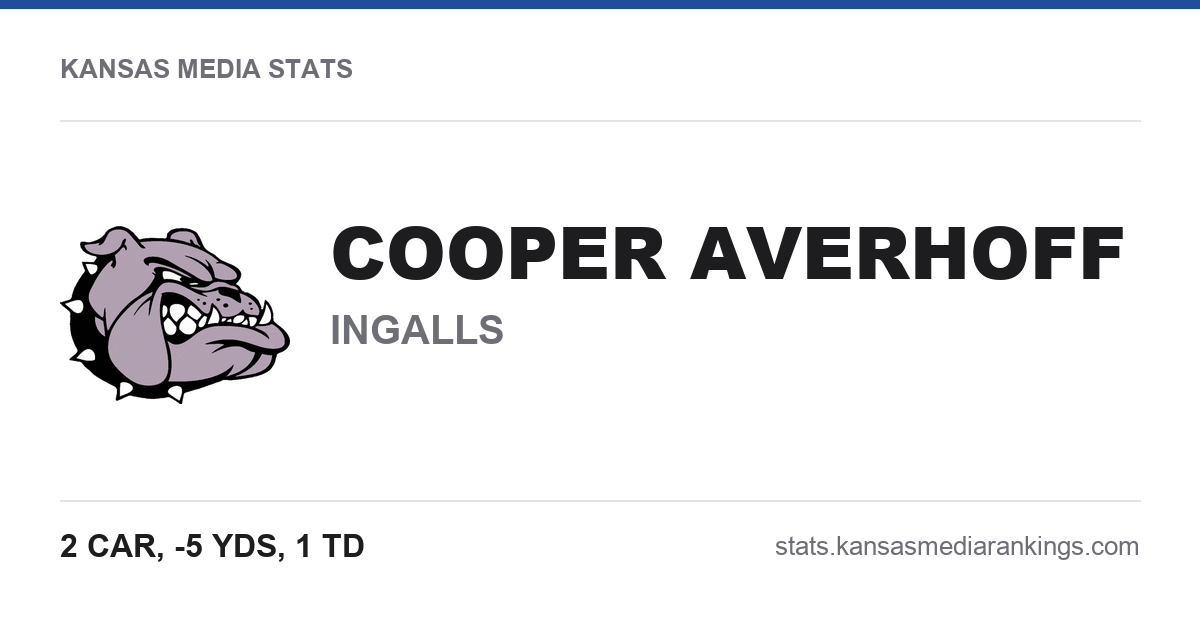 KANSAS MEDIA STATS
COOPER AVERHOFF
INGALLS
2 CAR, -5 YDS, 1 TD
stats.kansasmediarankings.com